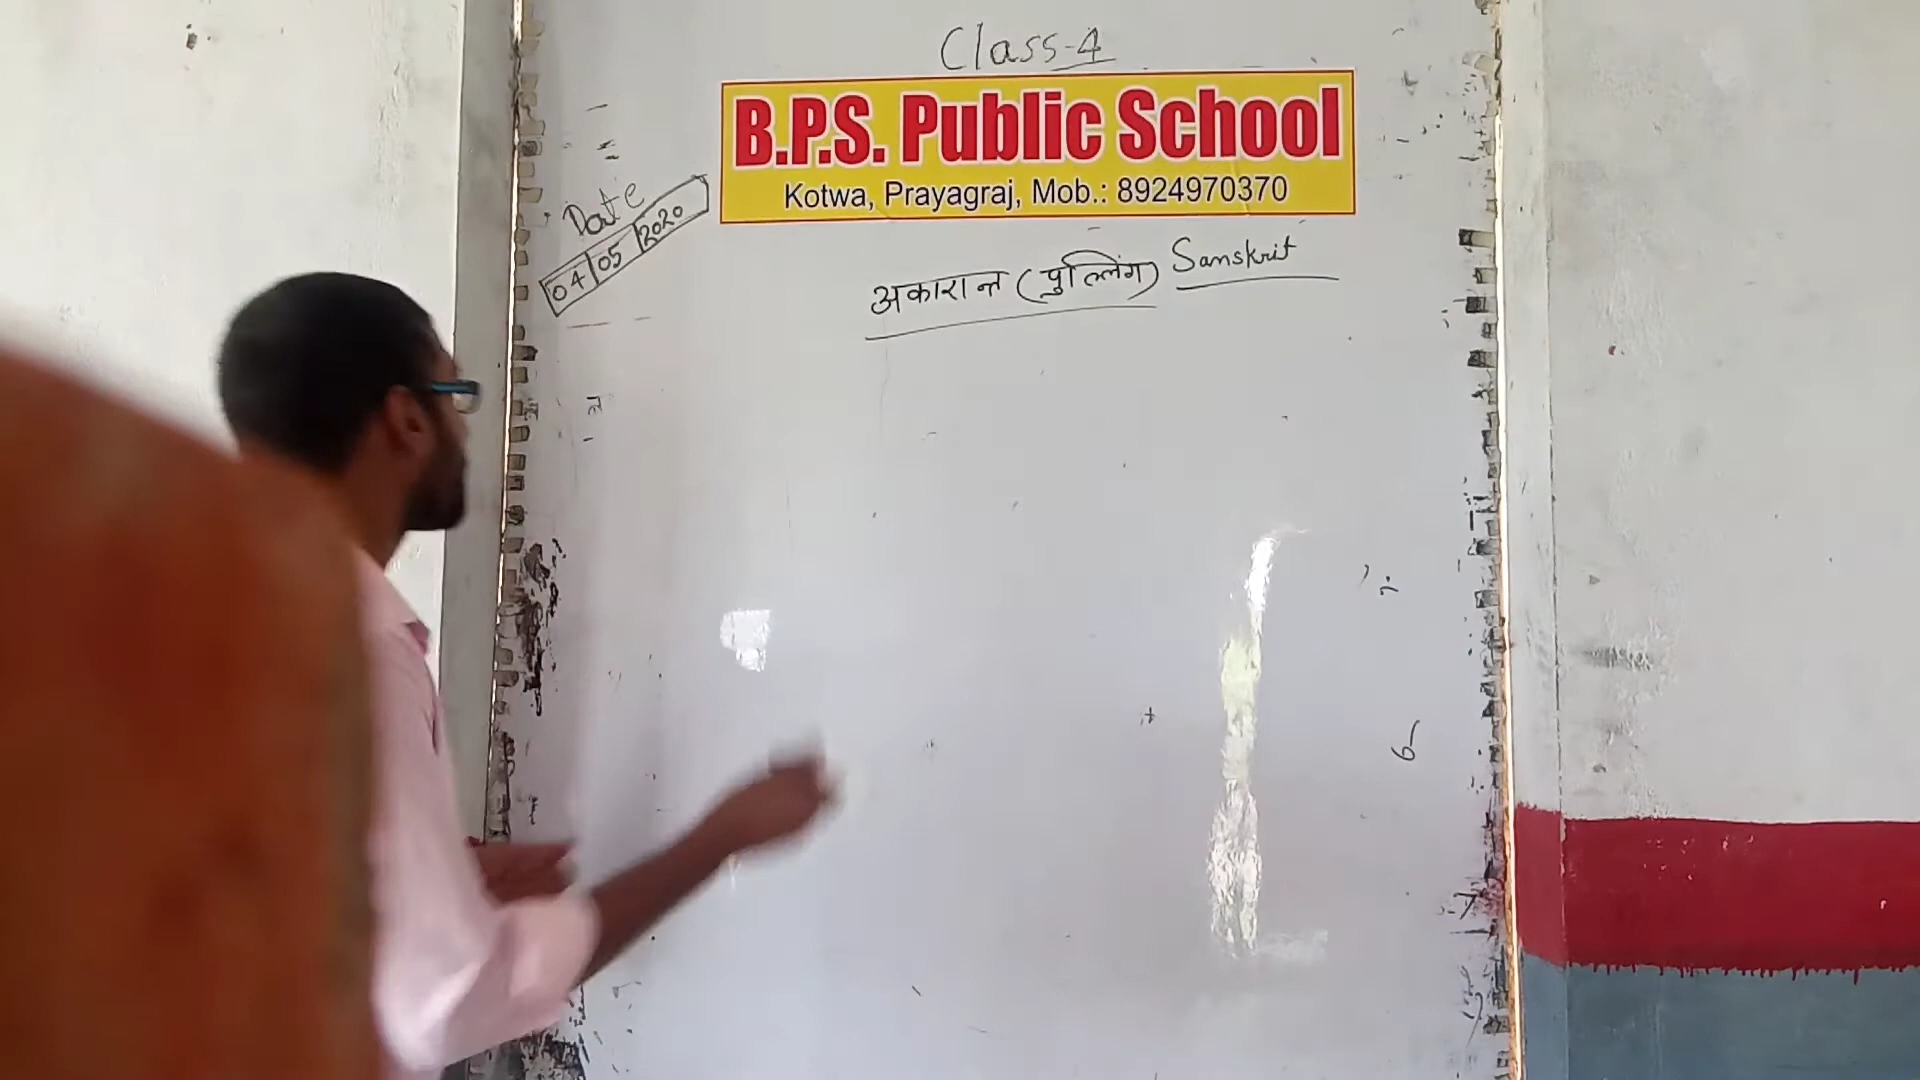 Class-4
B.P.S. Public School
Kotwa, Prayagraj, Mob.: 8924970370
Date
04 05 2020
अकारान्त (पुल्लिंग) Sanskrit